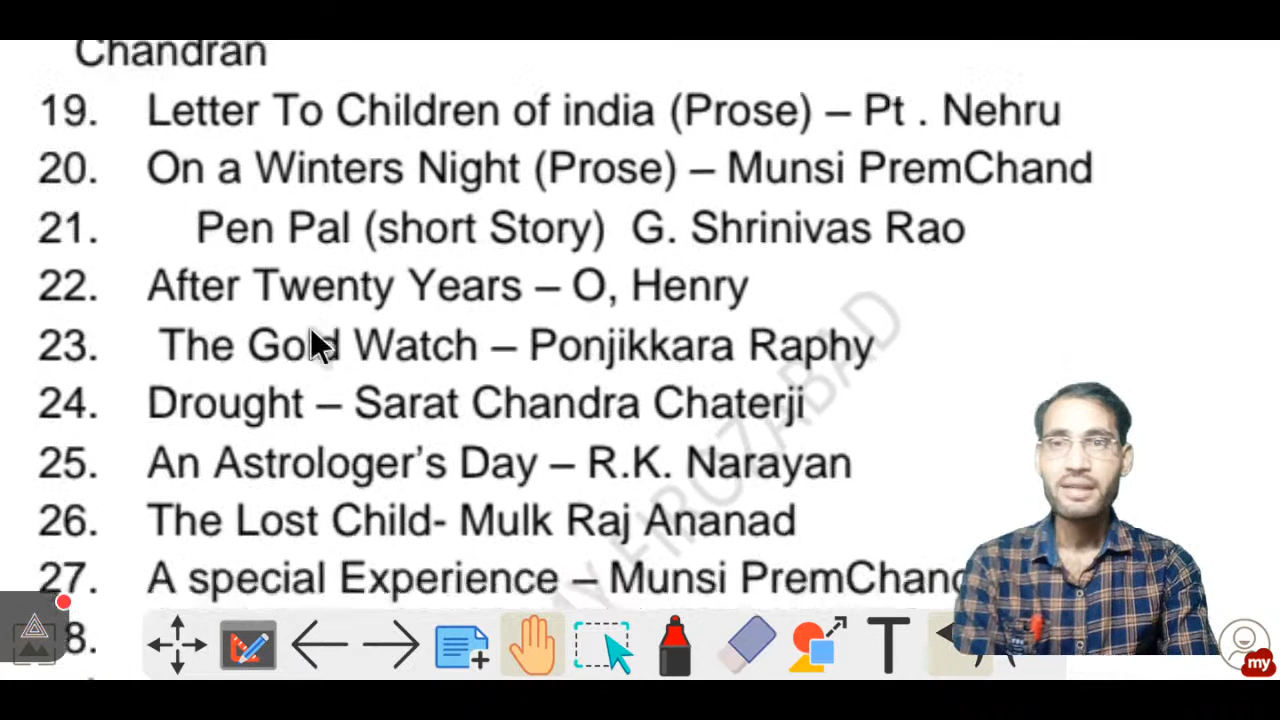 Chandran
19. Letter To Children of india (Prose) – Pt . Nehru
20. On a Winters Night (Prose) – Munsi PremChand
21. Pen Pal (short Story) G. Shrinivas Rao
22. After Twenty Years – O, Henry
23. The Gold Watch – Ponjikkara Raphy
24. Drought – Sarat Chandra Chaterji
25. An Astrologer’s Day – R.K. Narayan
26. The Lost Child- Mulk Raj Ananad
27. A special Experience – Munsi PremChand
8.
FIROZABAD
T
my